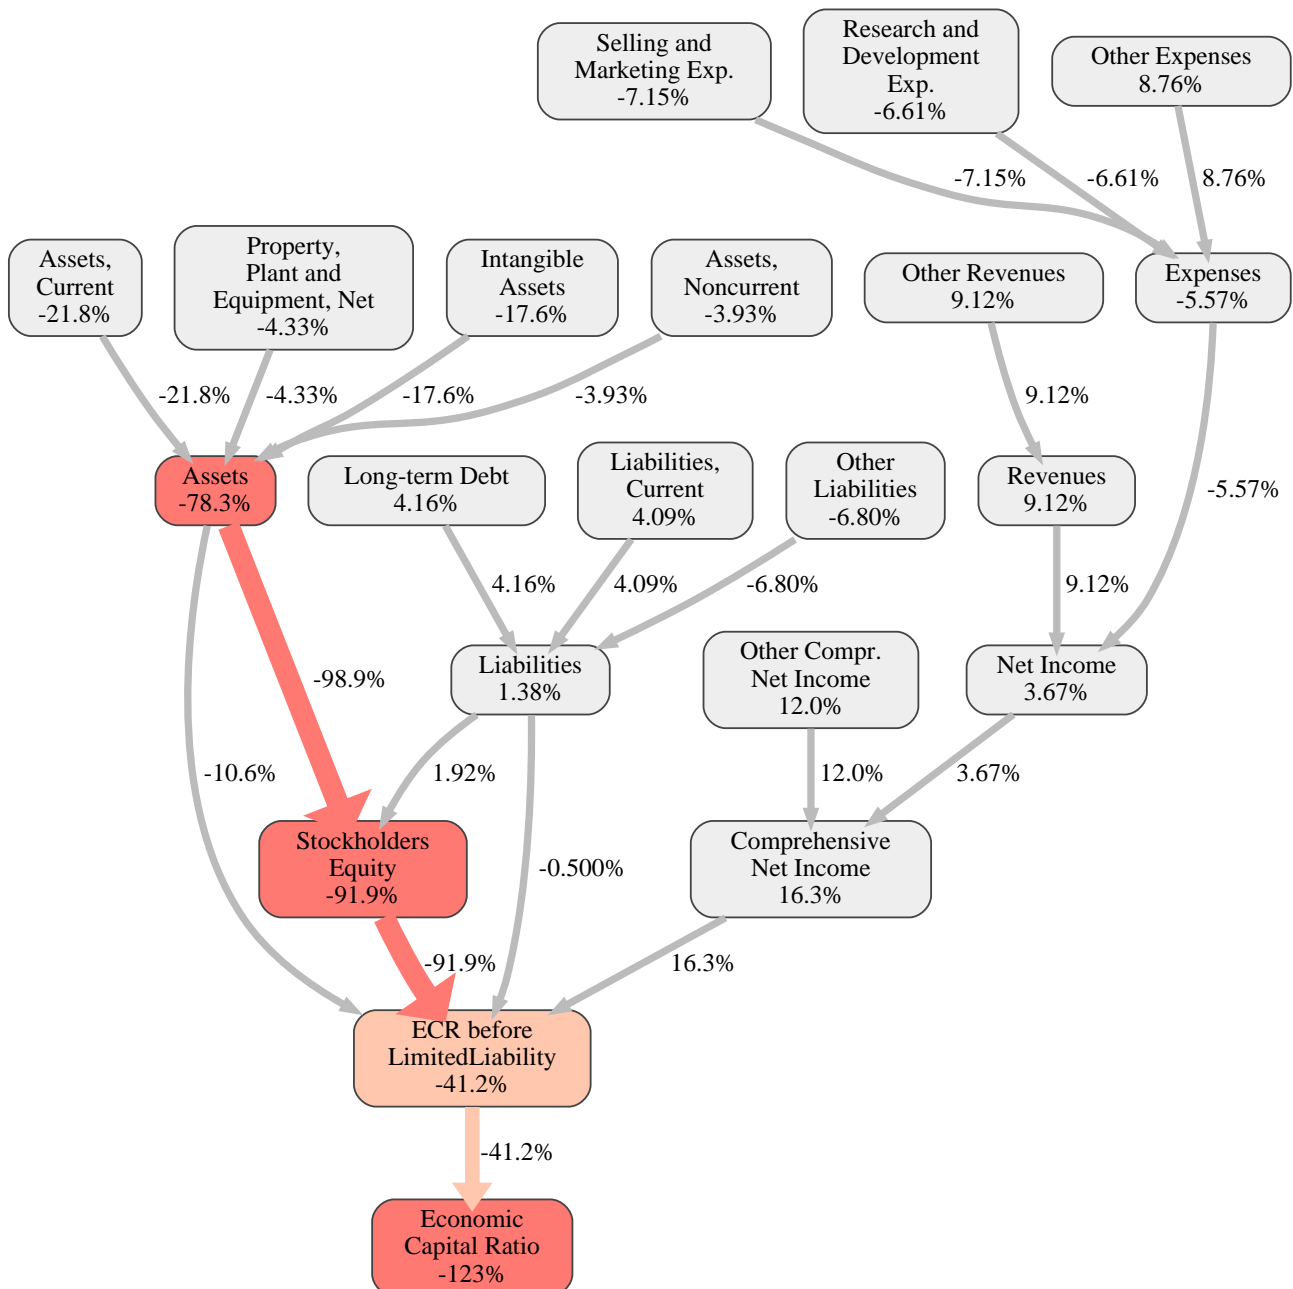 Selling and
Marketing Exp.
-7.15%
Research and
Development
Exp.
-6.61%
Other Expenses
8.76%
-7.15%
-6.61%
8.76%
Assets,
Current
-21.8%
Property,
Plant and
Equipment, Net
-4.33%
Intangible
Assets
-17.6%
Assets,
Noncurrent
-3.93%
Other Revenues
9.12%
Expenses
-5.57%
-21.8%
-4.33%
-17.6%
-3.93%
9.12%
-5.57%
Assets
-78.3%
Long-term Debt
4.16%
Liabilities,
Current
4.09%
Other
Liabilities
-6.80%
Revenues
9.12%
4.16%
4.09%
-6.80%
9.12%
-98.9%
Liabilities
1.38%
Other Compr.
Net Income
12.0%
Net Income
3.67%
-10.6%
1.92%
12.0%
3.67%
Stockholders
Equity
-91.9%
-0.500%
Comprehensive
Net Income
16.3%
-91.9%
16.3%
ECR before
LimitedLiability
-41.2%
-41.2%
Economic
Capital Ratio
-123%